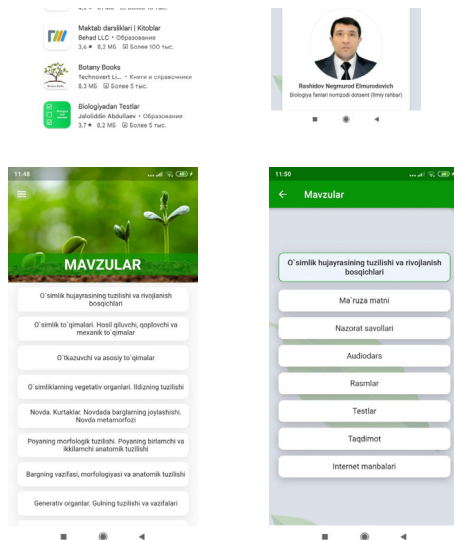 Maktab darsliklari | Kitoblar
Behad LLC • Образование
3,6 ★ 8,2 МБ Более 100 тыс.
Botany Books
Botany Books
Technovert Li... • Книги и справочники
8,3 МБ Более 5 тыс.
Biologiyadan Testlar
Jaloliddin Abdullaev • Образование
3,7 ★ 6,2 МБ Более 5 тыс.
Rashidov Negmurod Elmurodovich
Biologiya fanlari nomzodi dotsent (Ilmiy rahbar)
11:48
MAVZULAR
O`simlik hujayrasining tuzilishi va rivojlanish
bosqichlari
O`simlik to`qimalari. Hosil qiluvchi, qoplovchi va
mexanik to`qimalar
O`tkazuvchi va asosiy to`qimalar
O`simliklarning vegetativ organlari. Ildizning tuzilishi
Novda. Kurtaklar. Novdada barglarning joylashishi.
Novda metamorfozi
Poyaning morfologik tuzilishi. Poyaning birlamchi va
ikkilamchi anatomik tuzilishi
Bargning vazifasi, morfologiyasi va anatomik tuzilishi
Generativ organlar. Gulning tuzilishi va vazifalari
11:50
Mavzular
O`simlik hujayrasining tuzilishi va rivojlanish
bosqichlari
Ma`ruza matni
Nazorat savollari
Audiodars
Rasmlar
Testlar
Taqdimot
Internet manbalari